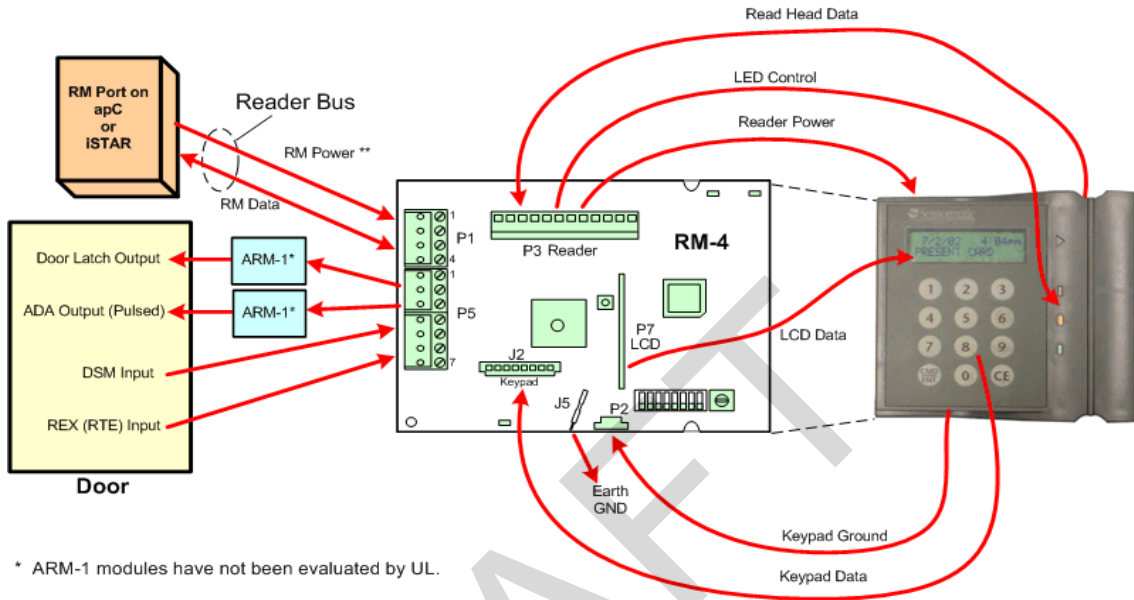 Read Head Data
LED Control
Reader Power
RM Port on
apC
or
iSTAR
Reader Bus
RM Power **
RM Data
Door Latch Output
ADA Output (Pulsed)
DSM Input
REX (RTE) Input
Door
ARM-1*
ARM-1*
1
P1
4
1
P5
7
P3 Reader
RM-4
P7
LCD
J2
Keypad
J5
P2
Earth
GND
LCD Data
Sensormatic
7/2/02 4:04pm
PRESENT CARD
1 2 3
4 5 6
7 8 9
CMD
ENT
0 CE
Keypad Ground
Keypad Data
* ARM-1 modules have not been evaluated by UL.
AFT